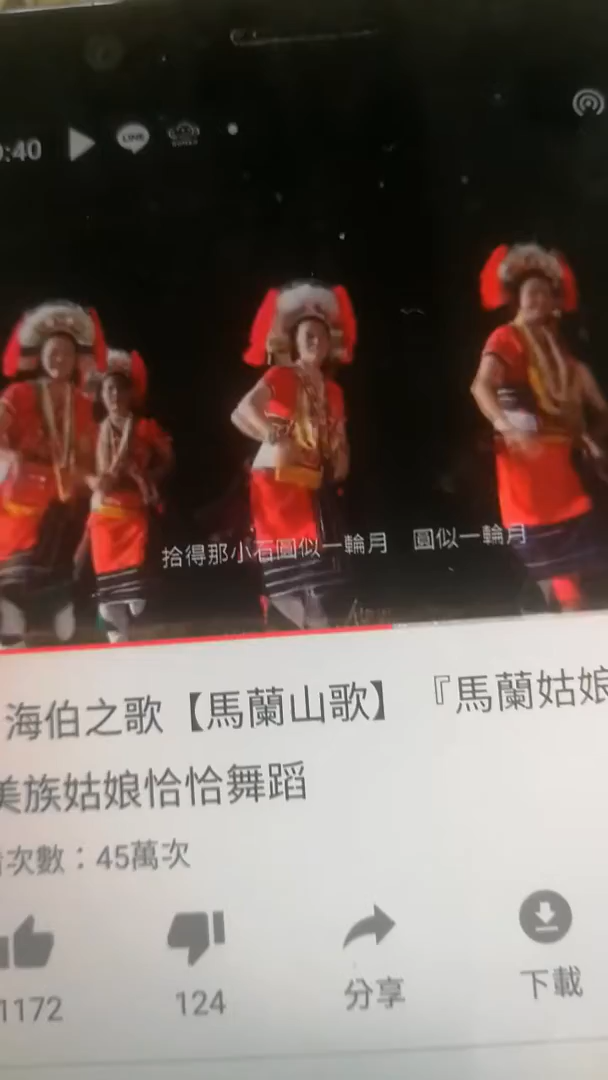 :40
LINE
拾得那小石圓似一輪月 圓似一輪月
海伯之歌【馬蘭山歌】『馬蘭姑娘
美族姑娘恰恰舞蹈
次數：45萬次
1172
124
分享
下載